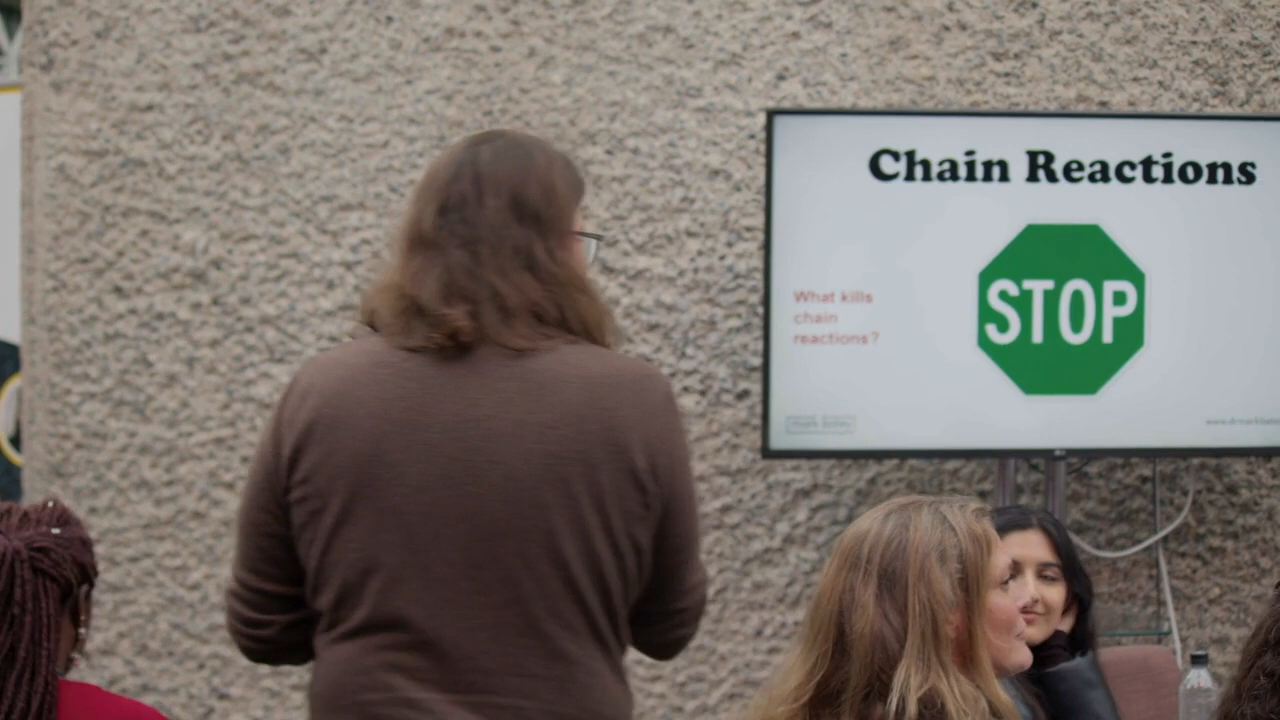 Chain Reactions
STOP
What kills
chain
reactions?